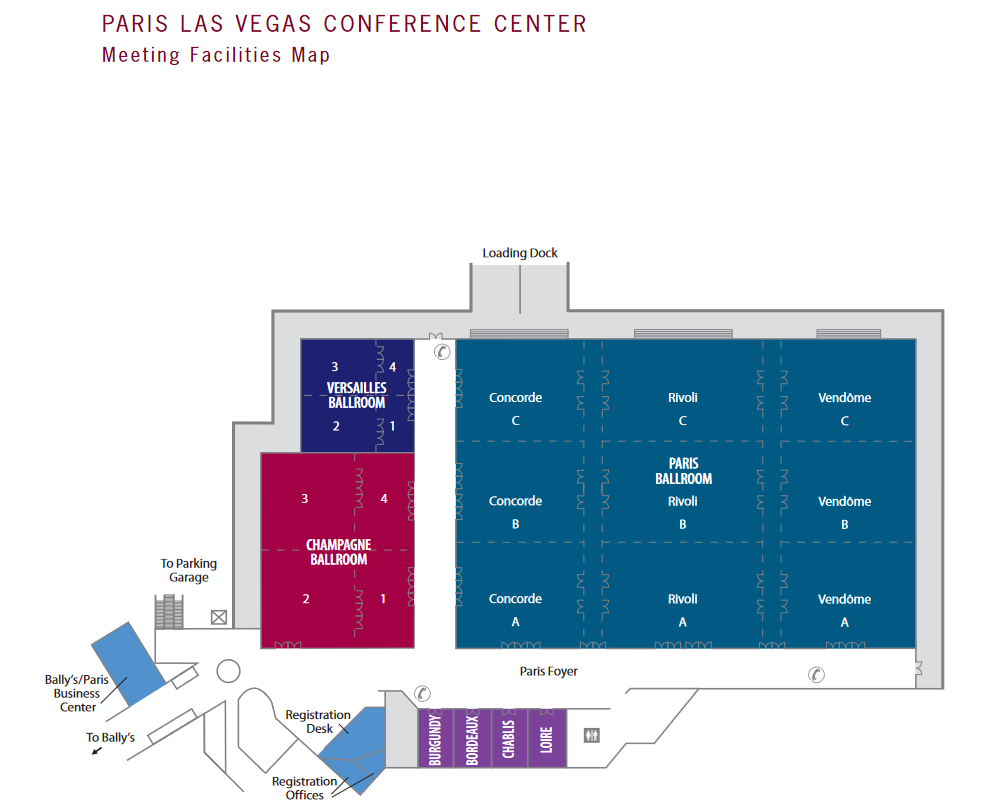 PARIS LAS VEGAS CONFERENCE CENTER
Meeting Facilities Map
Loading Dock
3
4
VERSAILLES
BALLROOM
2
1
Concorde
C
Rivoli
C
Vendôme
C
PARIS
BALLROOM
Concorde
B
Rivoli
B
Vendôme
B
3
4
CHAMPAGNE
BALLROOM
2
1
Concorde
A
Rivoli
A
Vendôme
A
To Parking
Garage
Paris Foyer
Bally's/Paris
Business
Center
To Bally's
Registration
Desk
BURGUNDY
BORDEAUX
CHABLIS
LOIRE
Registration
Offices